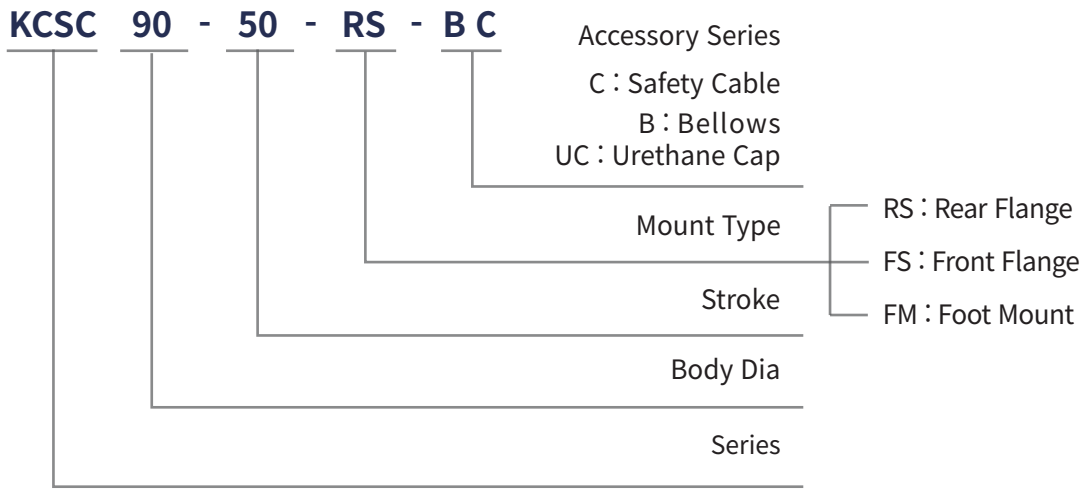 KCSC 90 - 50 - RS - B C
Accessory Series
C : Safety Cable
B : Bellows
UC : Urethane Cap
Mount Type
RS : Rear Flange
FS : Front Flange
FM : Foot Mount
Stroke
Body Dia
Series